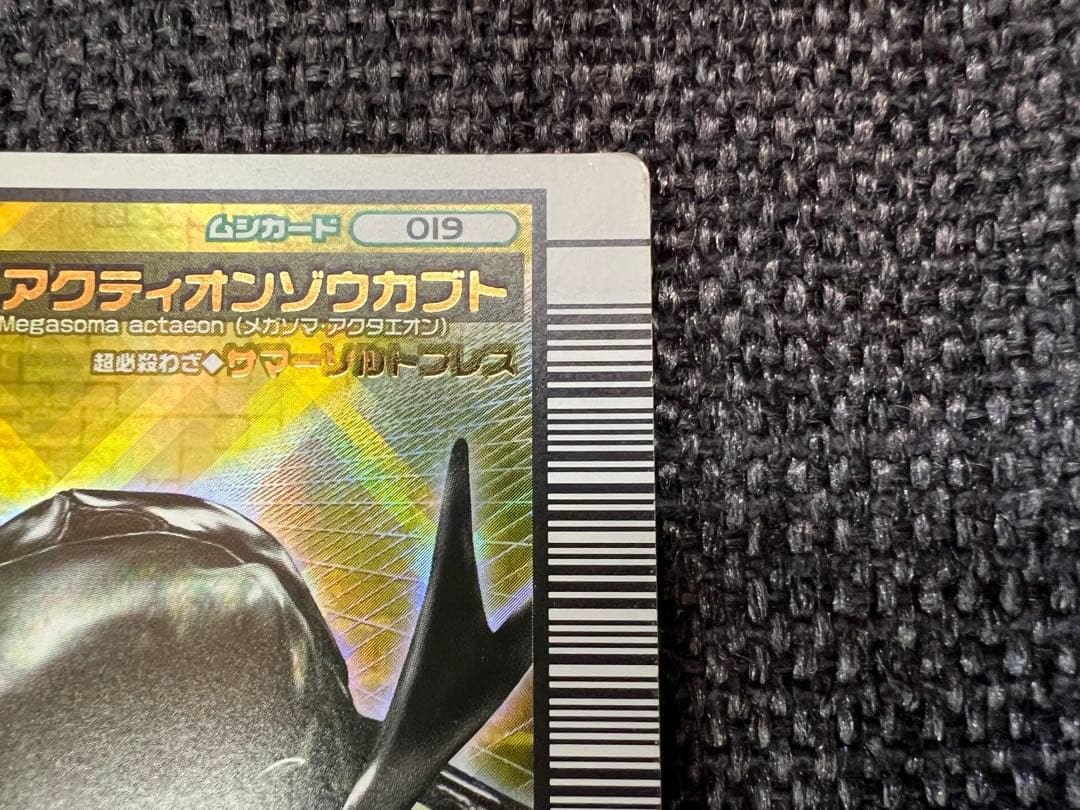 ムシカード 019
アクティオンゾウカブト
Megasoma actaeon (メガソマ・アクタエオン)
超必殺わざ◆サマーソルトプレス